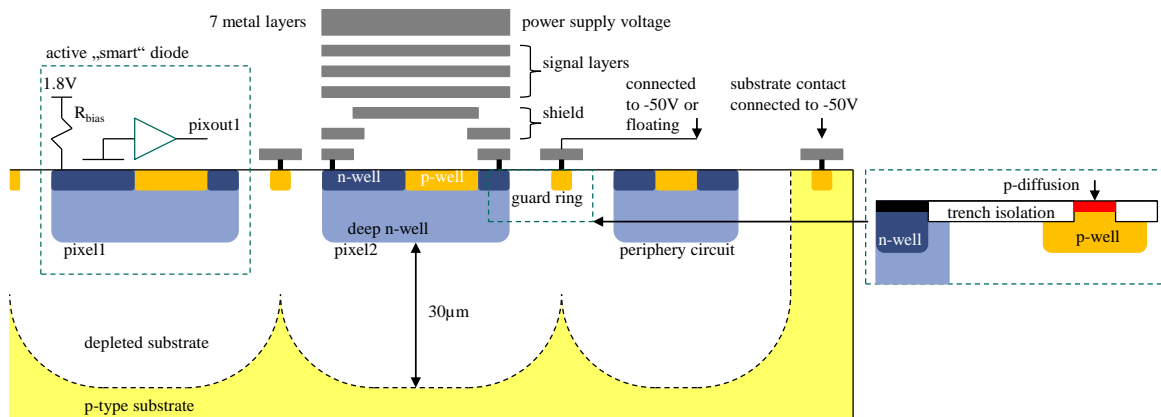 7 metal layers
power supply voltage
active „smart“ diode
signal layers
1.8V
connected
to -50V or
floating
substrate contact
connected to -50V
R_bias
pixout1
shield
n-well
p-well
guard ring
p-diffusion
trench isolation
n-well
p-well
deep n-well
pixel1
pixel2
periphery circuit
30µm
depleted substrate
p-type substrate